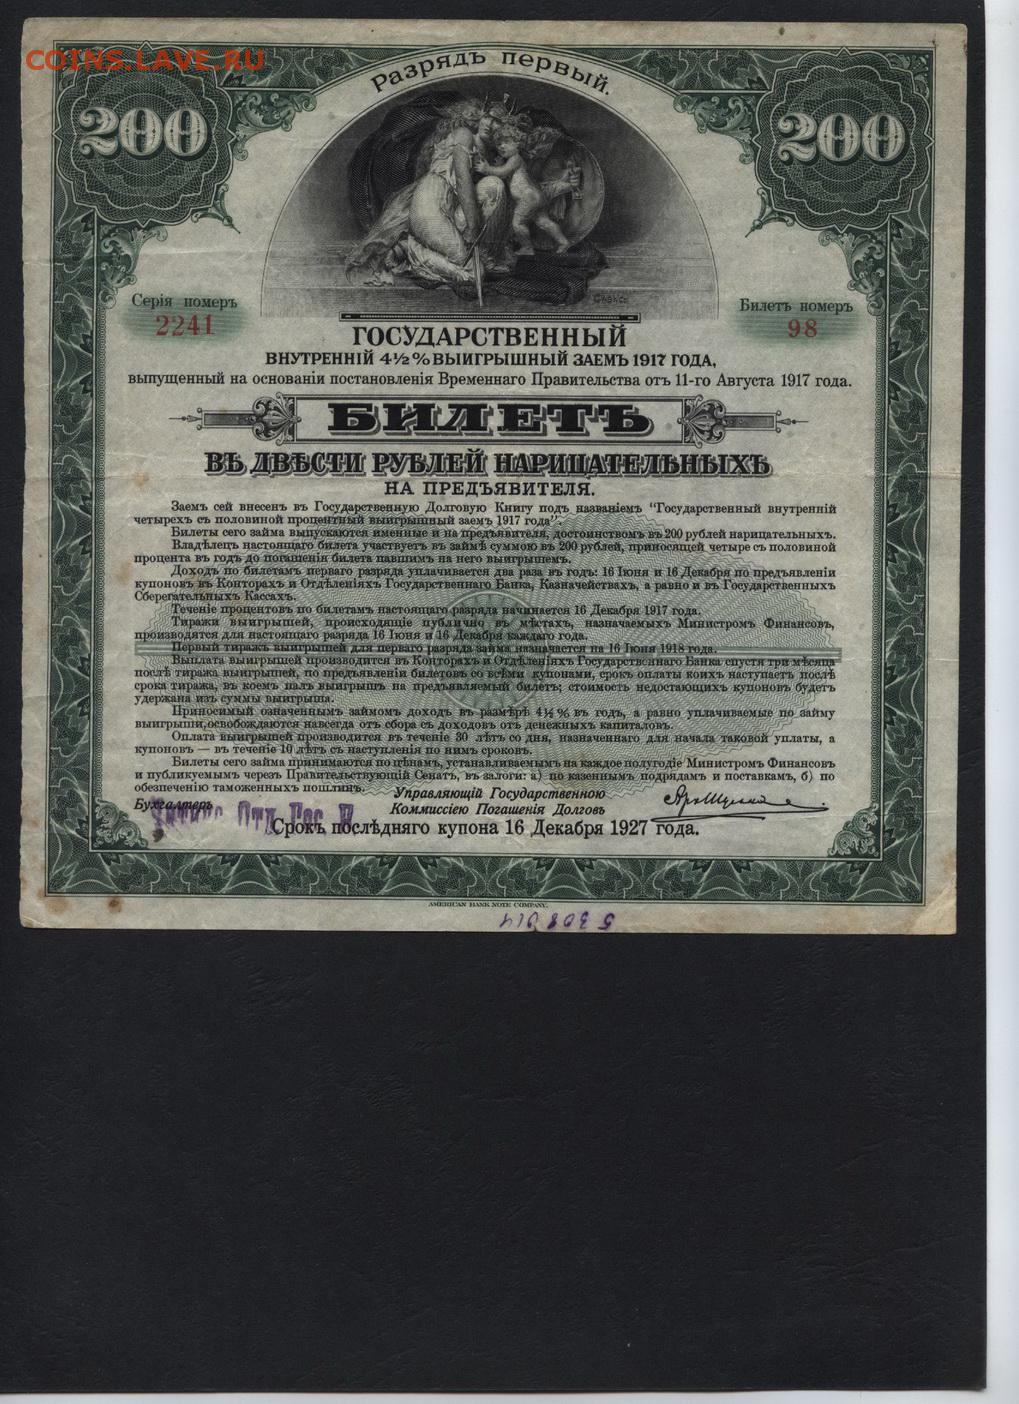 COINS.LAVE.RU
Разрядъ первый.
200 200
Серія номеръ
2241
Билетъ номеръ
98
ГОСУДАРСТВЕННЫЙ
ВНУТРЕННІЙ 4½% ВЫИГРЫШНЫЙ ЗАЕМЪ 1917 ГОДА,
выпущенный на основаніи постановленія Временнаго Правительства отъ 11-го Августа 1917 года.
БИЛЕТЪ
ВЪ ДВѢСТИ РУБЛЕЙ НАРИЦАТЕЛЬНЫХЪ
НА ПРЕДЪЯВИТЕЛЯ.
Заемъ сей внесенъ въ Государственную Долговую Книгу подъ названіемъ "Государственный внутренній
четырехъ съ половиной процентный выигрышный заемъ 1917 года".
Билеты сего займа выпускаются именные и на предъявителя, достоинствомъ въ 200 рублей нарицательныхъ.
Владѣлецъ настоящаго билета участвуетъ въ займѣ суммою въ 200 рублей, приносящей четыре съ половиной
процента въ годъ до погашенія билета павшимъ на него выигрышемъ.
Доходъ по билетамъ перваго разряда уплачивается два раза въ годъ: 16 Іюня и 16 Декабря по предъявленіи
купоновъ въ Конторахъ и Отдѣленіяхъ Государственнаго Банка, Казначействахъ, а равно и въ Государственныхъ
Сберегательныхъ Кассахъ.
Теченіе процентовъ по билетамъ настоящаго разряда начинается 16 Декабря 1917 года.
Тиражи выигрышей, происходящіе публично въ мѣстахъ, назначаемыхъ Министромъ Финансовъ,
производятся для настоящаго разряда 16 Іюня и 16 Декабря каждаго года.
Первый тиражъ выигрышей для перваго разряда займа назначается на 16 Іюня 1918 года.
Выплата выигрышей производится въ Конторахъ и Отдѣленіяхъ Государственнаго Банка спустя три мѣсяца
послѣ тиража выигрышей, по предъявленіи билетовъ со всѣми купонами, срокъ оплаты коихъ наступаетъ послѣ
срока тиража, въ коемъ палъ выигрышъ на предъявляемый билетъ; стоимость недостающихъ купоновъ будетъ
удержана изъ суммы выигрыша.
Приносимый означеннымъ займомъ доходъ въ размѣрѣ 4½% въ годъ, а равно уплачиваемые по займу
выигрыши, освобождаются навсегда отъ сбора съ доходовъ отъ денежныхъ капиталовъ.
Оплата выигрышей производится въ теченіе 30 лѣтъ со дня, назначеннаго для начала таковой уплаты, а
купоновъ — въ теченіе 10 лѣтъ съ наступленія по нимъ сроковъ.
Билеты сего займа принимаются по цѣнамъ, устанавливаемымъ на каждое полугодіе Министромъ Финансовъ
и публикуемымъ черезъ Правительствующій Сенатъ, въ залоги: а) по казеннымъ подрядамъ и поставкамъ, б) по
обезпеченію таможенныхъ пошлинъ.
Управляющій Государственною
Коммиссіею Погашенія Долговъ
Бухгалтеръ
Отд. Гос. Б.
Срокъ послѣдняго купона 16 Декабря 1927 года.
AMERICAN BANK NOTE COMPANY.
5 308 014